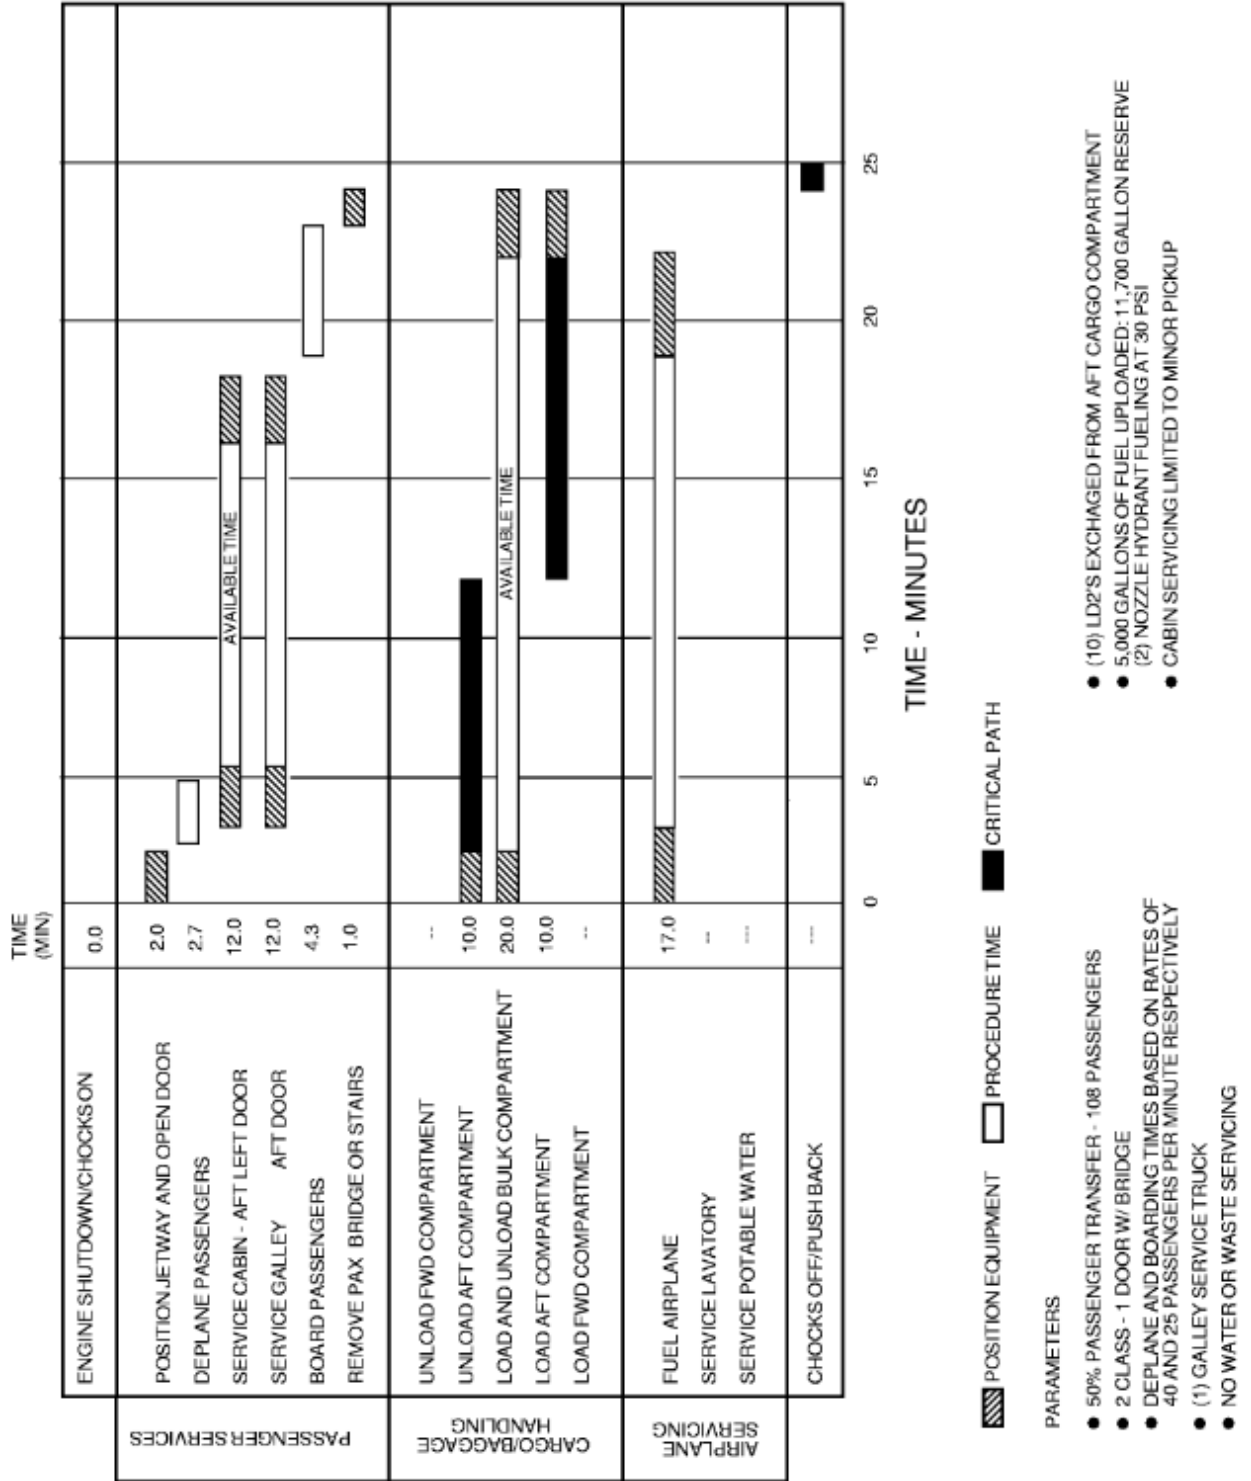 TIME
(MIN)
ENGINE SHUTDOWN/CHOCKS ON 0.0
PASSENGER SERVICES
POSITION JETWAY AND OPEN DOOR 2.0
DEPLANE PASSENGERS 2.7
SERVICE CABIN - AFT LEFT DOOR 12.0 AVAILABLE TIME
SERVICE GALLEY AFT DOOR 12.0
BOARD PASSENGERS 4.3
REMOVE PAX BRIDGE OR STAIRS 1.0
CARGO/BAGGAGE
HANDLING
UNLOAD FWD COMPARTMENT --
UNLOAD AFT COMPARTMENT 10.0
LOAD AND UNLOAD BULK COMPARTMENT 20.0 AVAILABLE TIME
LOAD AFT COMPARTMENT 10.0
LOAD FWD COMPARTMENT --
AIRPLANE
SERVICING
FUEL AIRPLANE 17.0
SERVICE LAVATORY --
SERVICE POTABLE WATER ---
CHOCKS OFF/PUSH BACK ---
0 5 10 15 20 25
TIME - MINUTES
POSITION EQUIPMENT PROCEDURE TIME CRITICAL PATH
PARAMETERS
● 50% PASSENGER TRANSFER - 108 PASSENGERS
● 2 CLASS - 1 DOOR W/ BRIDGE
● DEPLANE AND BOARDING TIMES BASED ON RATES OF
40 AND 25 PASSENGERS PER MINUTE RESPECTIVELY
● (1) GALLEY SERVICE TRUCK
● NO WATER OR WASTE SERVICING
● (10) LD2'S EXCHAGED FROM AFT CARGO COMPARTMENT
● 5,000 GALLONS OF FUEL UPLOADED: 11,700 GALLON RESERVE
(2) NOZZLE HYDRANT FUELING AT 30 PSI
● CABIN SERVICING LIMITED TO MINOR PICKUP